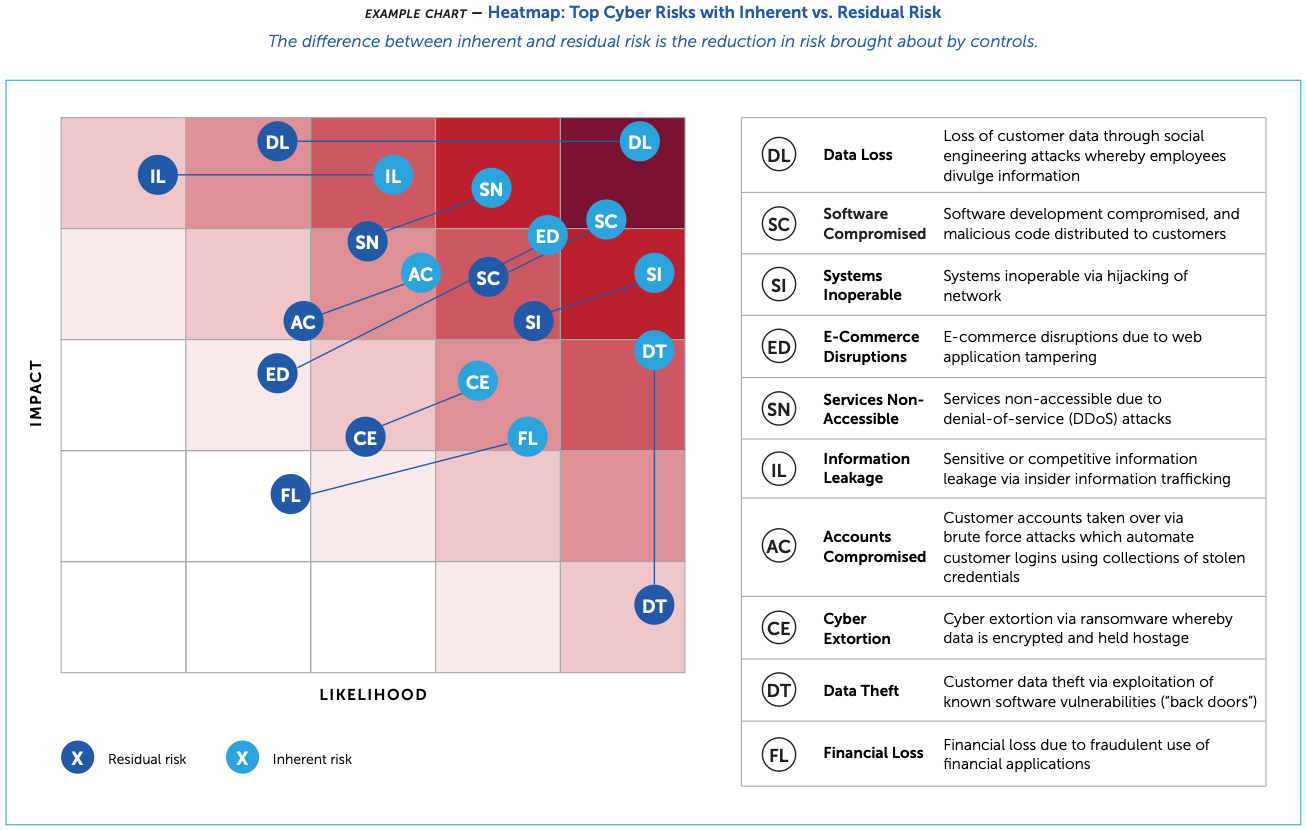 EXAMPLE CHART – Heatmap: Top Cyber Risks with Inherent vs. Residual Risk
The difference between inherent and residual risk is the reduction in risk brought about by controls.
IMPACT
DL
DL
IL
IL
SN
SC
SN
ED
AC
SC
SI
AC
SI
DT
ED
CE
CE
FL
FL
DT
LIKELIHOOD
X Residual risk
X Inherent risk
DL
Data Loss
Loss of customer data through social
engineering attacks whereby employees
divulge information
SC
Software
Compromised
Software development compromised, and
malicious code distributed to customers
SI
Systems
Inoperable
Systems inoperable via hijacking of
network
ED
E-Commerce
Disruptions
E-commerce disruptions due to web
application tampering
SN
Services Non-
Accessible
Services non-accessible due to
denial-of-service (DDoS) attacks
IL
Information
Leakage
Sensitive or competitive information
leakage via insider information trafficking
AC
Accounts
Compromised
Customer accounts taken over via
brute force attacks which automate
customer logins using collections of stolen
credentials
CE
Cyber
Extortion
Cyber extortion via ransomware whereby
data is encrypted and held hostage
DT
Data Theft
Customer data theft via exploitation of
known software vulnerabilities (“back doors”)
FL
Financial Loss
Financial loss due to fraudulent use of
financial applications